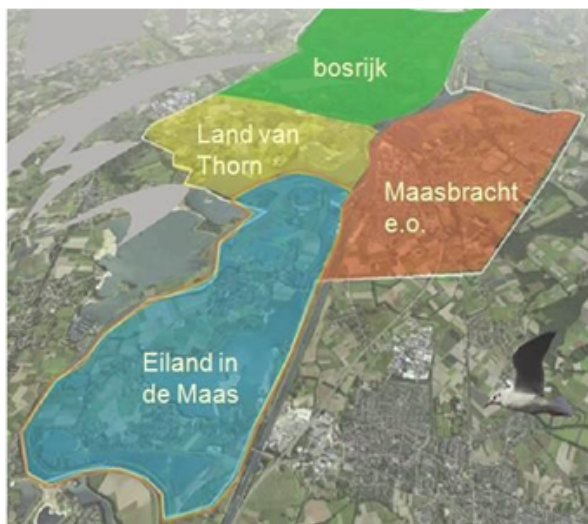 bosrijk
Land van
Thorn
Maasbracht
e.o.
Eiland in
de Maas